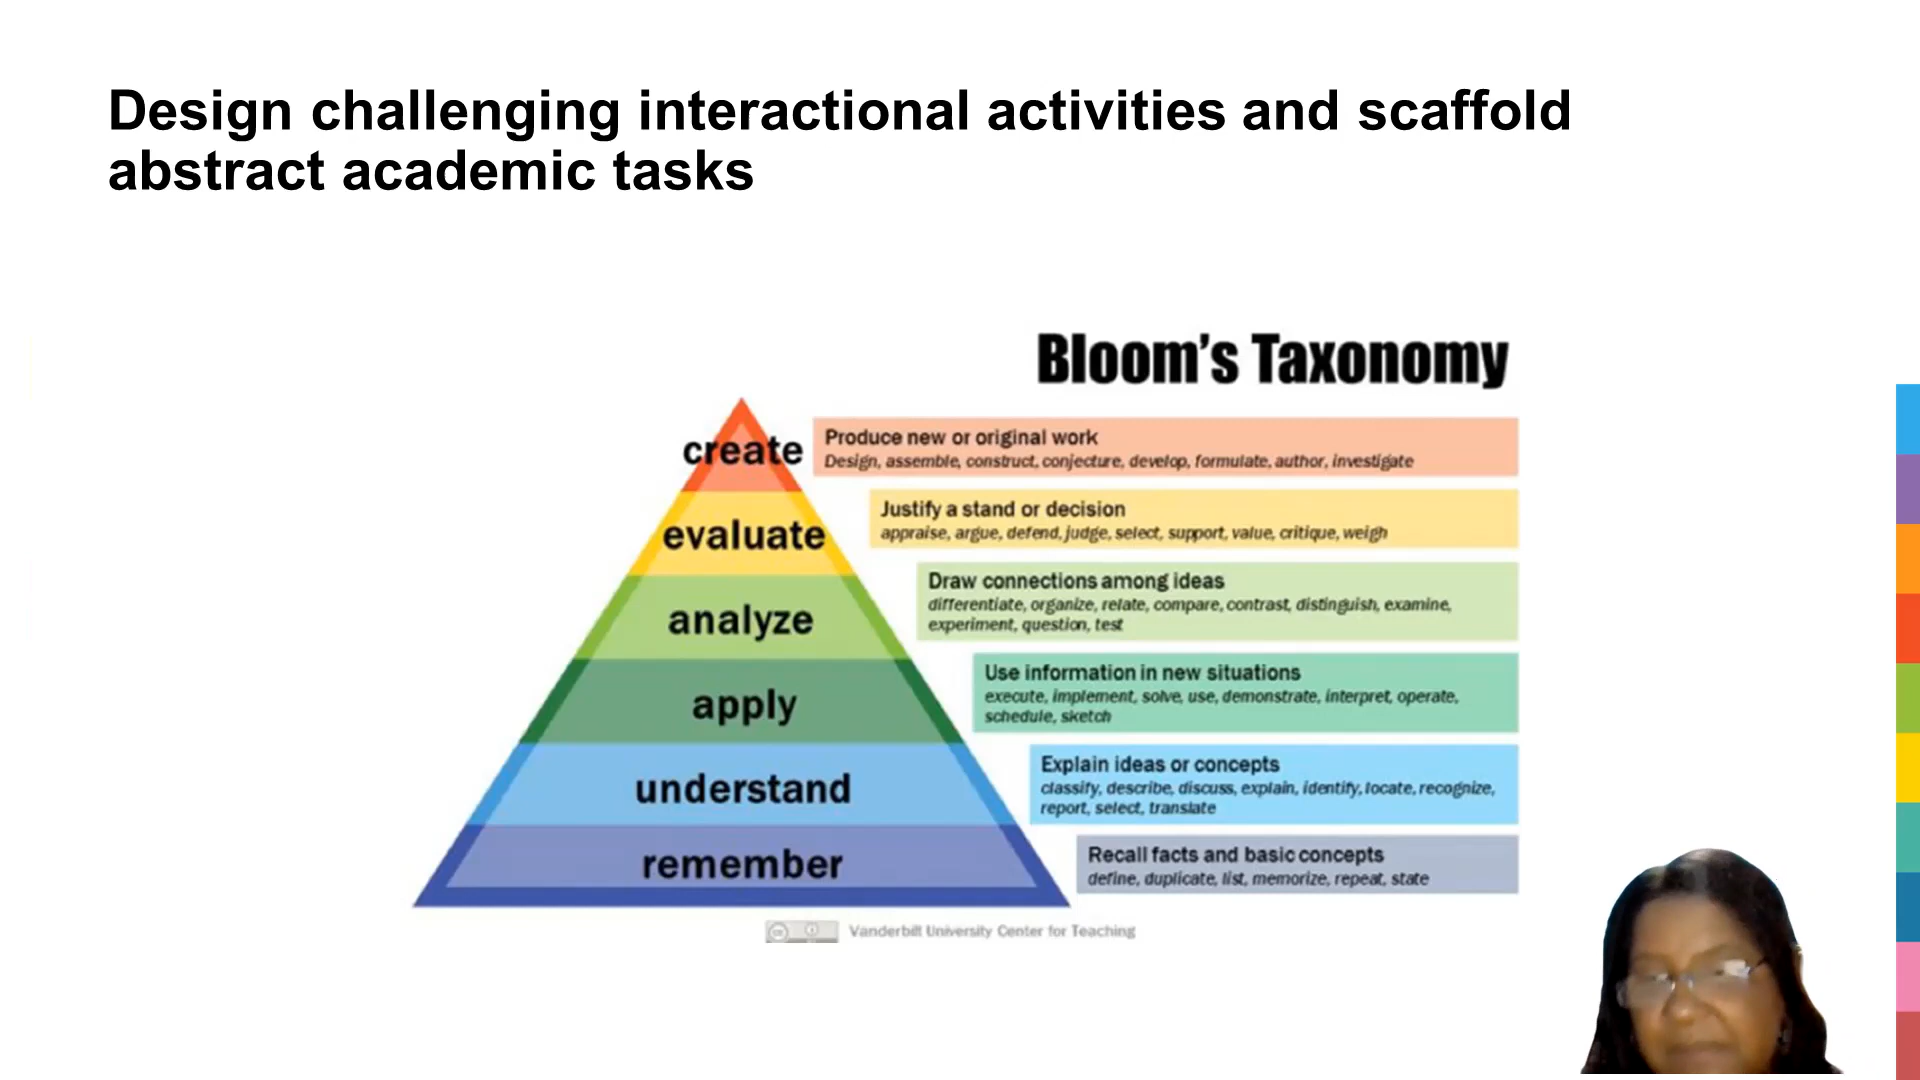 Design challenging interactional activities and scaffold
abstract academic tasks
Bloom's Taxonomy
create
Produce new or original work
Design, assemble, construct, conjecture, develop, formulate, author, investigate
evaluate
Justify a stand or decision
appraise, argue, defend, judge, select, support, value, critique, weigh
analyze
Draw connections among ideas
differentiate, organize, relate, compare, contrast, distinguish, examine,
experiment, question, test
apply
Use information in new situations
execute, implement, solve, use, demonstrate, interpret, operate,
schedule, sketch
understand
Explain ideas or concepts
classify, describe, discuss, explain, identify, locate, recognize,
report, select, translate
remember
Recall facts and basic concepts
define, duplicate, list, memorize, repeat, state
cc Vanderbilt University Center for Teaching